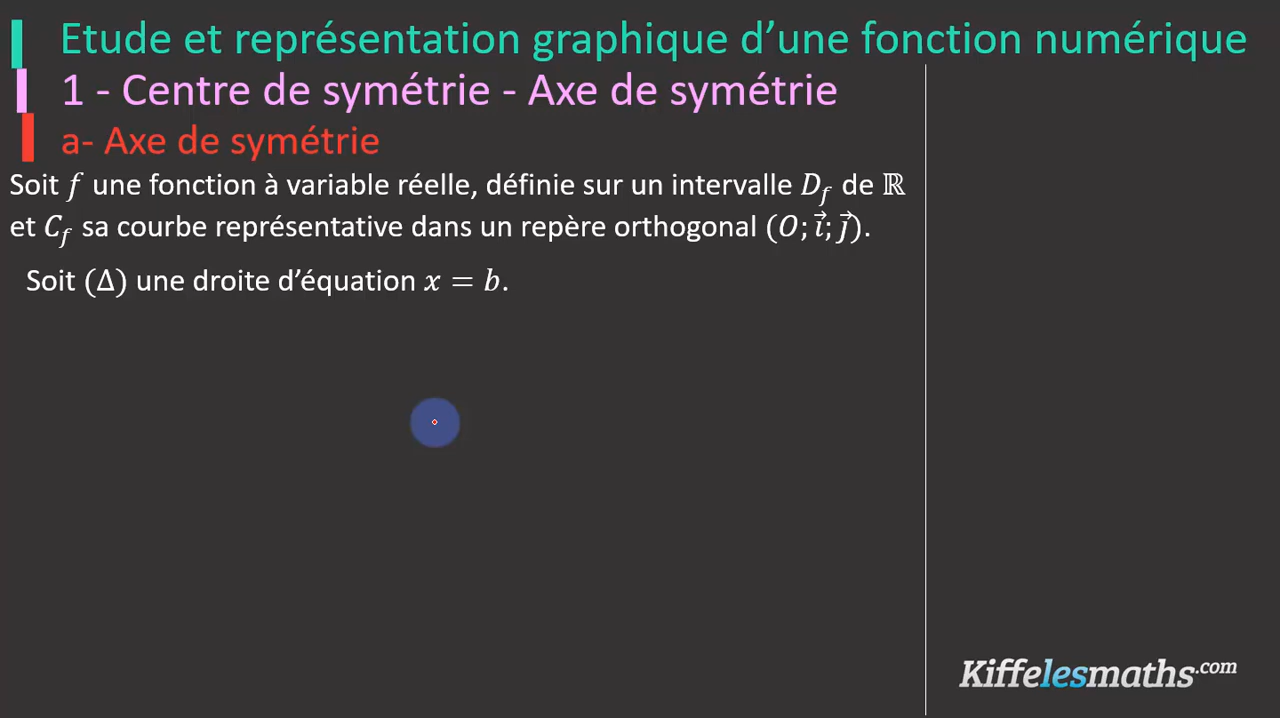 Etude et représentation graphique d’une fonction numérique
1 - Centre de symétrie - Axe de symétrie
a- Axe de symétrie
Soit f une fonction à variable réelle, définie sur un intervalle D_f de ℝ
et C_f sa courbe représentative dans un repère orthogonal (O; i⃗; j⃗).
Soit (Δ) une droite d’équation x = b.
Kiffelesmaths.com